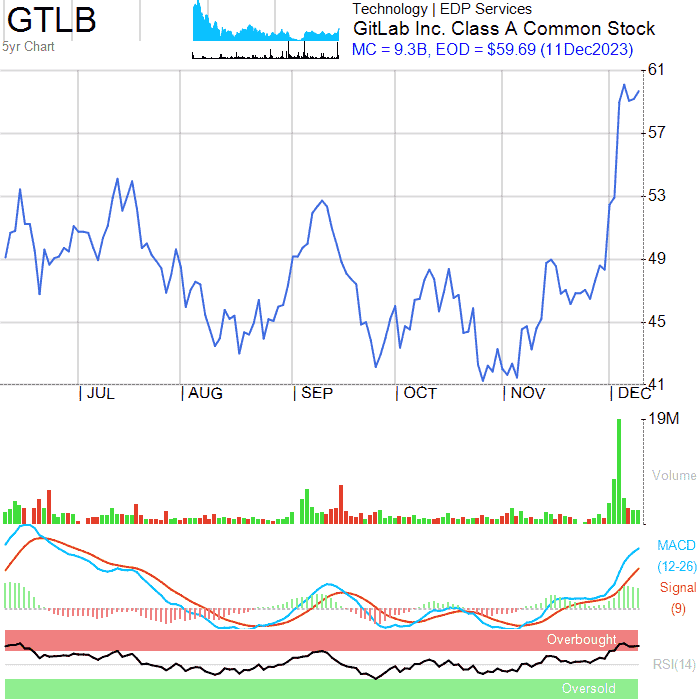 GTLB
5yr Chart
Technology | EDP Services
GitLab Inc. Class A Common Stock
MC = 9.3B, EOD = $59.69 (11Dec2023)
61
57
53
49
45
41
JUL AUG SEP OCT NOV DEC
19M
Volume
MACD
(12-26)
Signal
(9)
Overbought
RSI(14)
Oversold